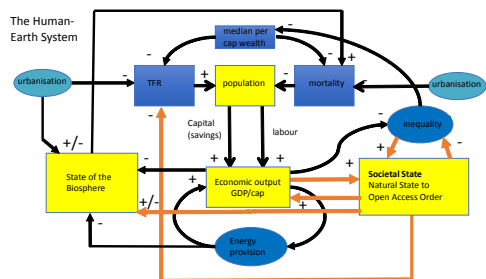 The Human-
Earth System
median per
cap wealth
-
-
-
+
urbanisation
-
TFR
+
population
-
mortality
-
urbanisation
+/-
Capital
(savings)
labour
-
inequality
-
+
-
State of the
Biosphere
-
+
+
Economic output
GDP/cap
+
+
Societal State
Natural State to
Open Access Order
+/-
+
+
-
Energy
provision
-